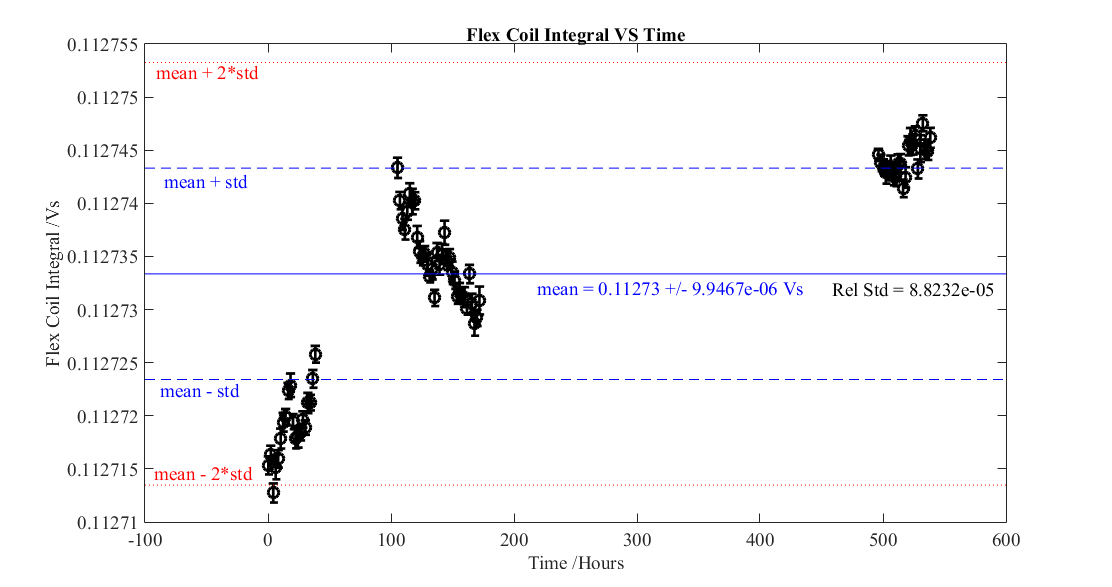 Flex Coil Integral VS Time
0.112755
mean + 2*std
0.11275
0.112745
mean + std
0.11274
Flex Coil Integral /Vs
0.112735
mean = 0.11273 +/- 9.9467e-06 Vs
Rel Std = 8.8232e-05
0.11273
0.112725
mean - std
0.11272
0.112715
mean - 2*std
0.11271
-100
0
100
200
300
400
500
600
Time /Hours